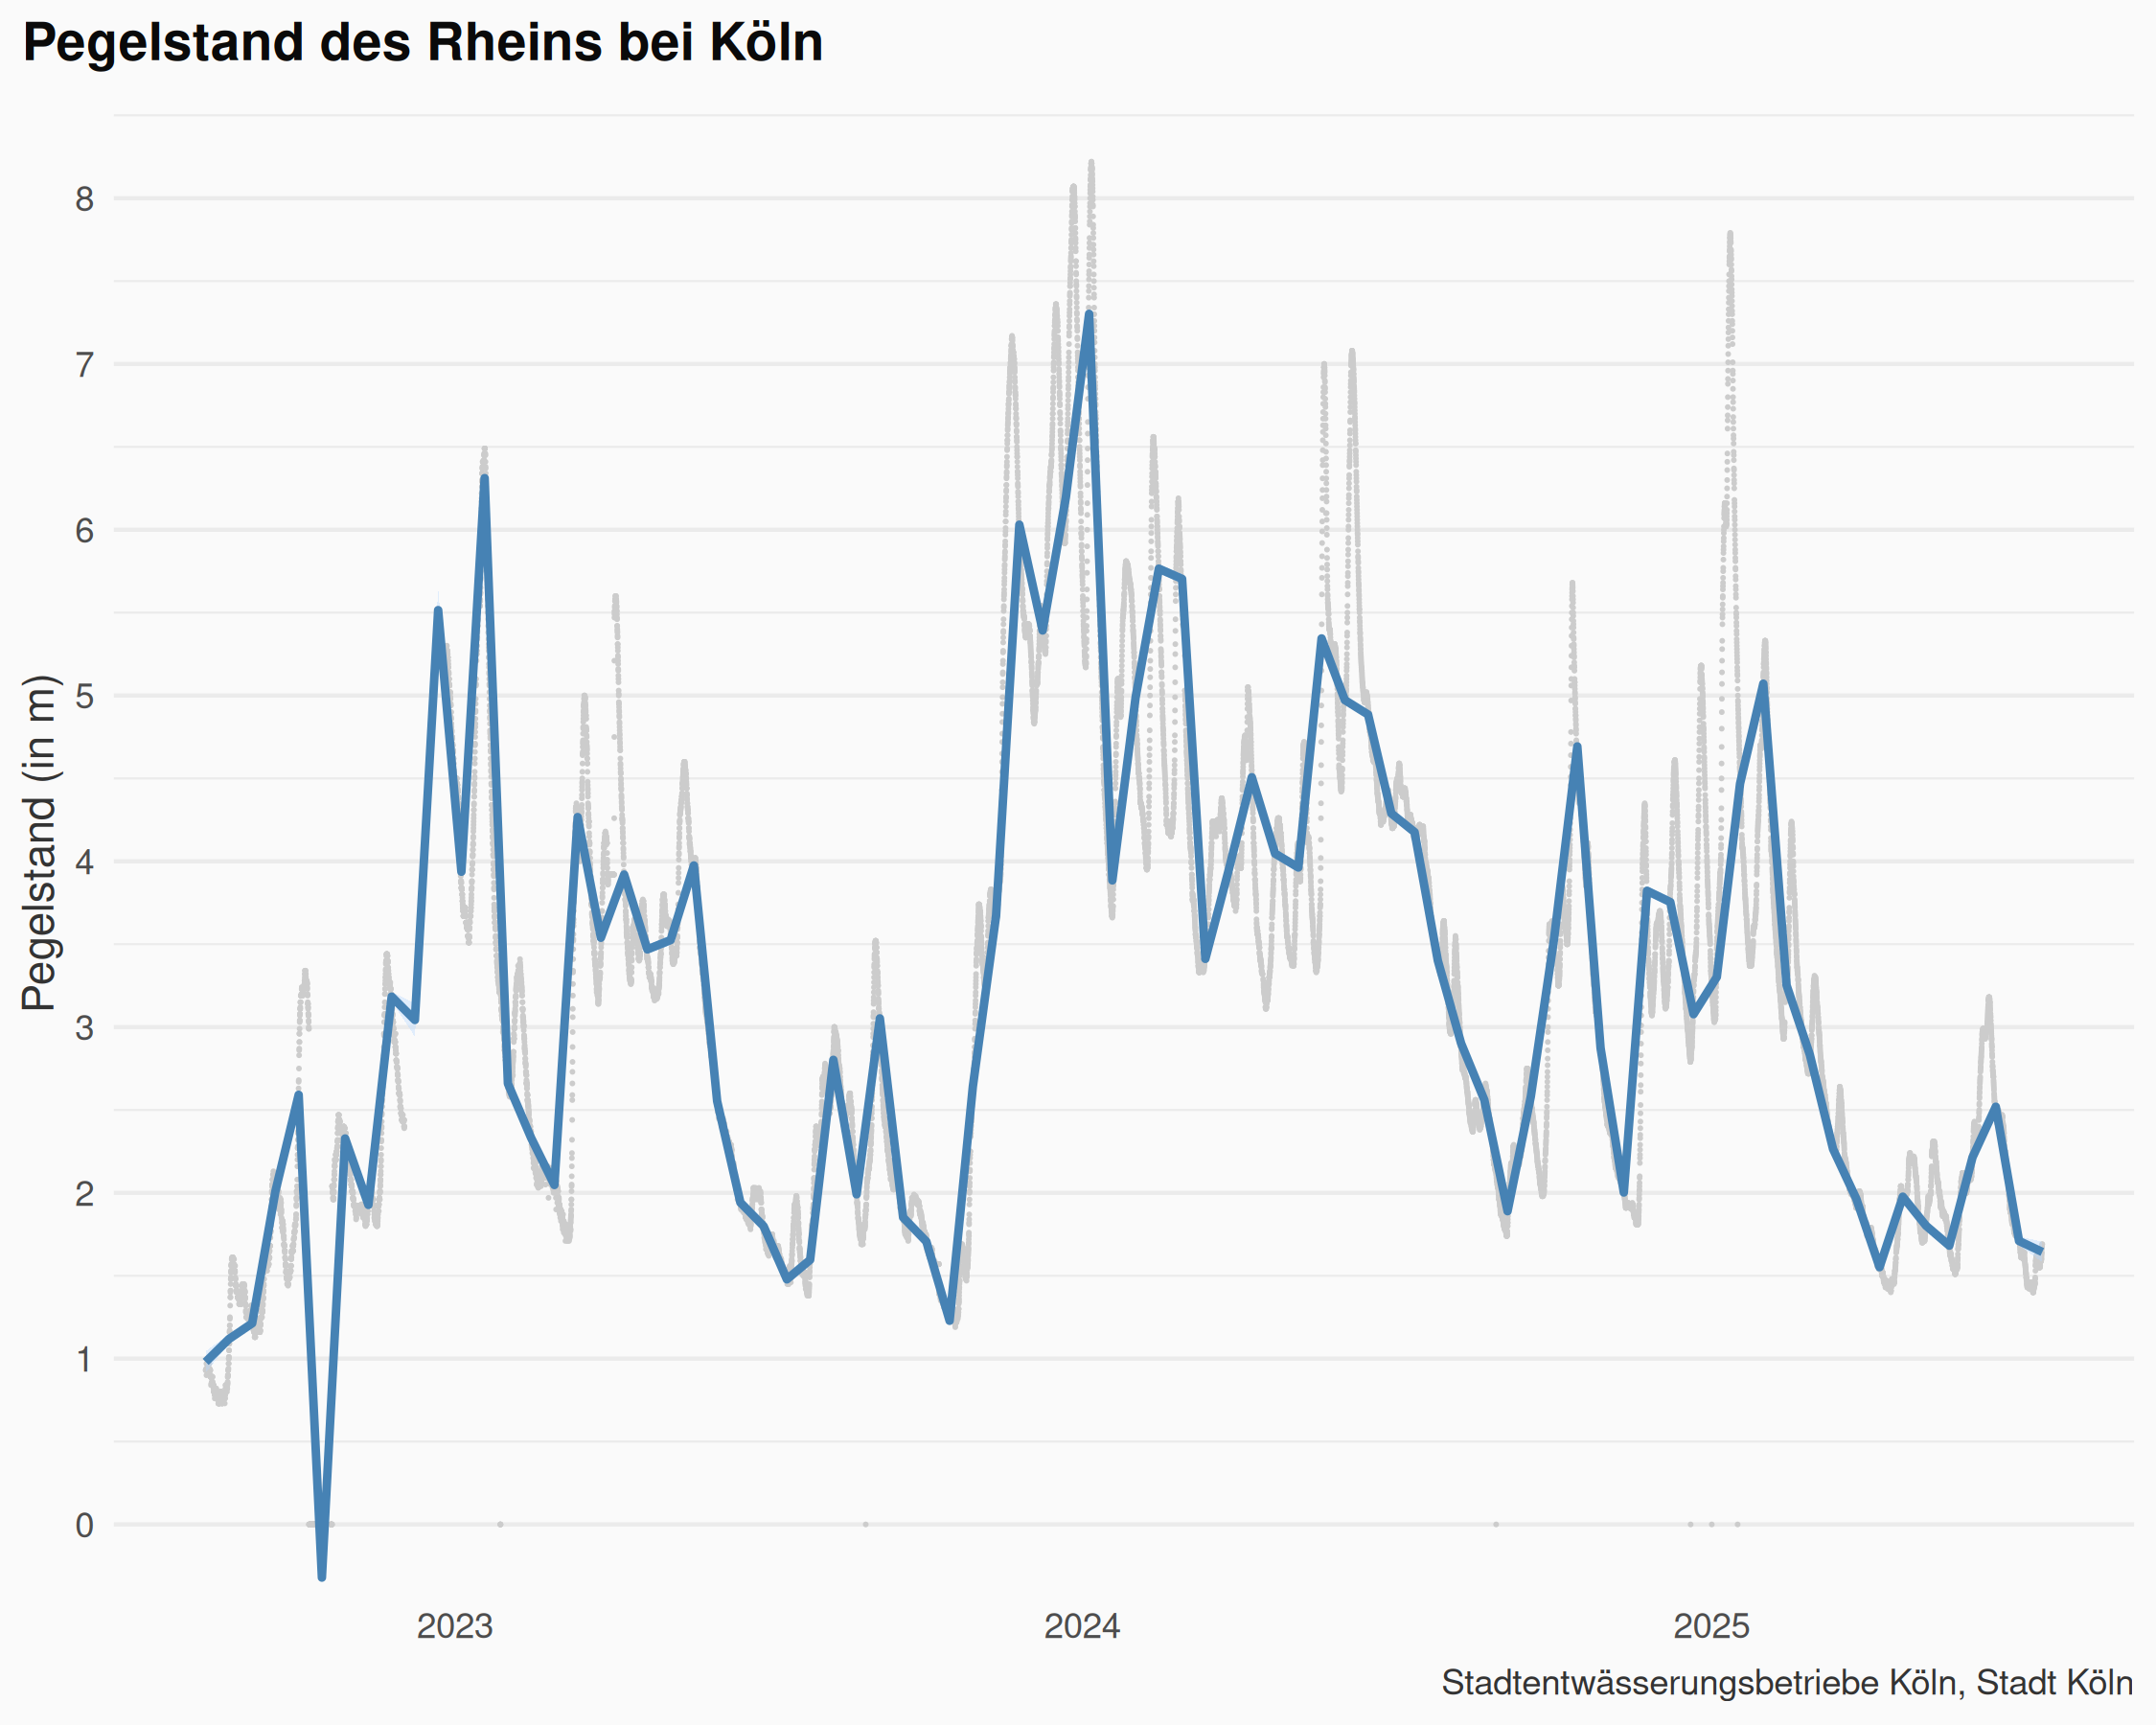 Pegelstand des Rheins bei Köln
Pegelstand (in m)
8
7
6
5
4
3
2
1
0
2023 2024 2025
Stadtentwässerungsbetriebe Köln, Stadt Köln